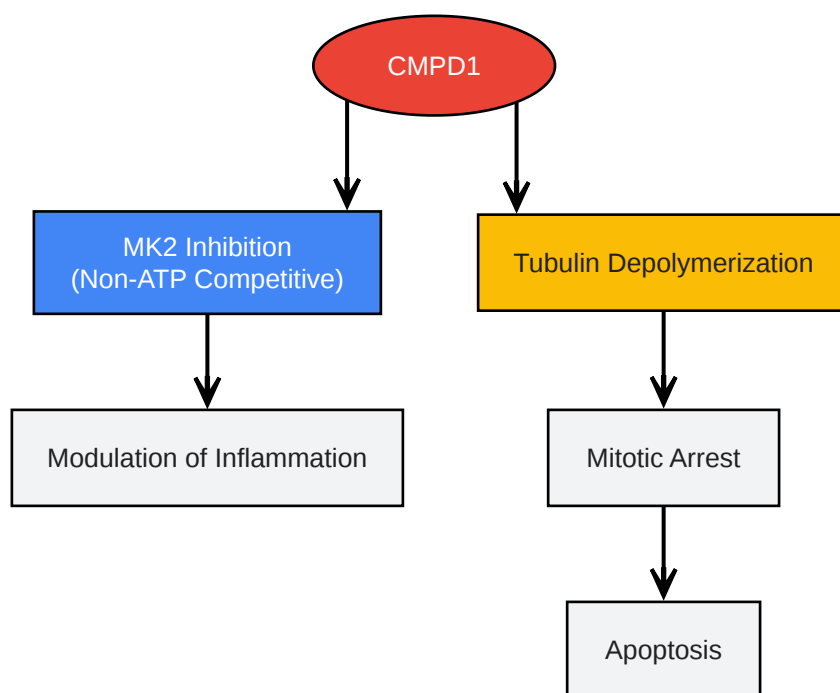 CMPD1
MK2 Inhibition
(Non-ATP Competitive)
Tubulin Depolymerization
Modulation of Inflammation
Mitotic Arrest
Apoptosis